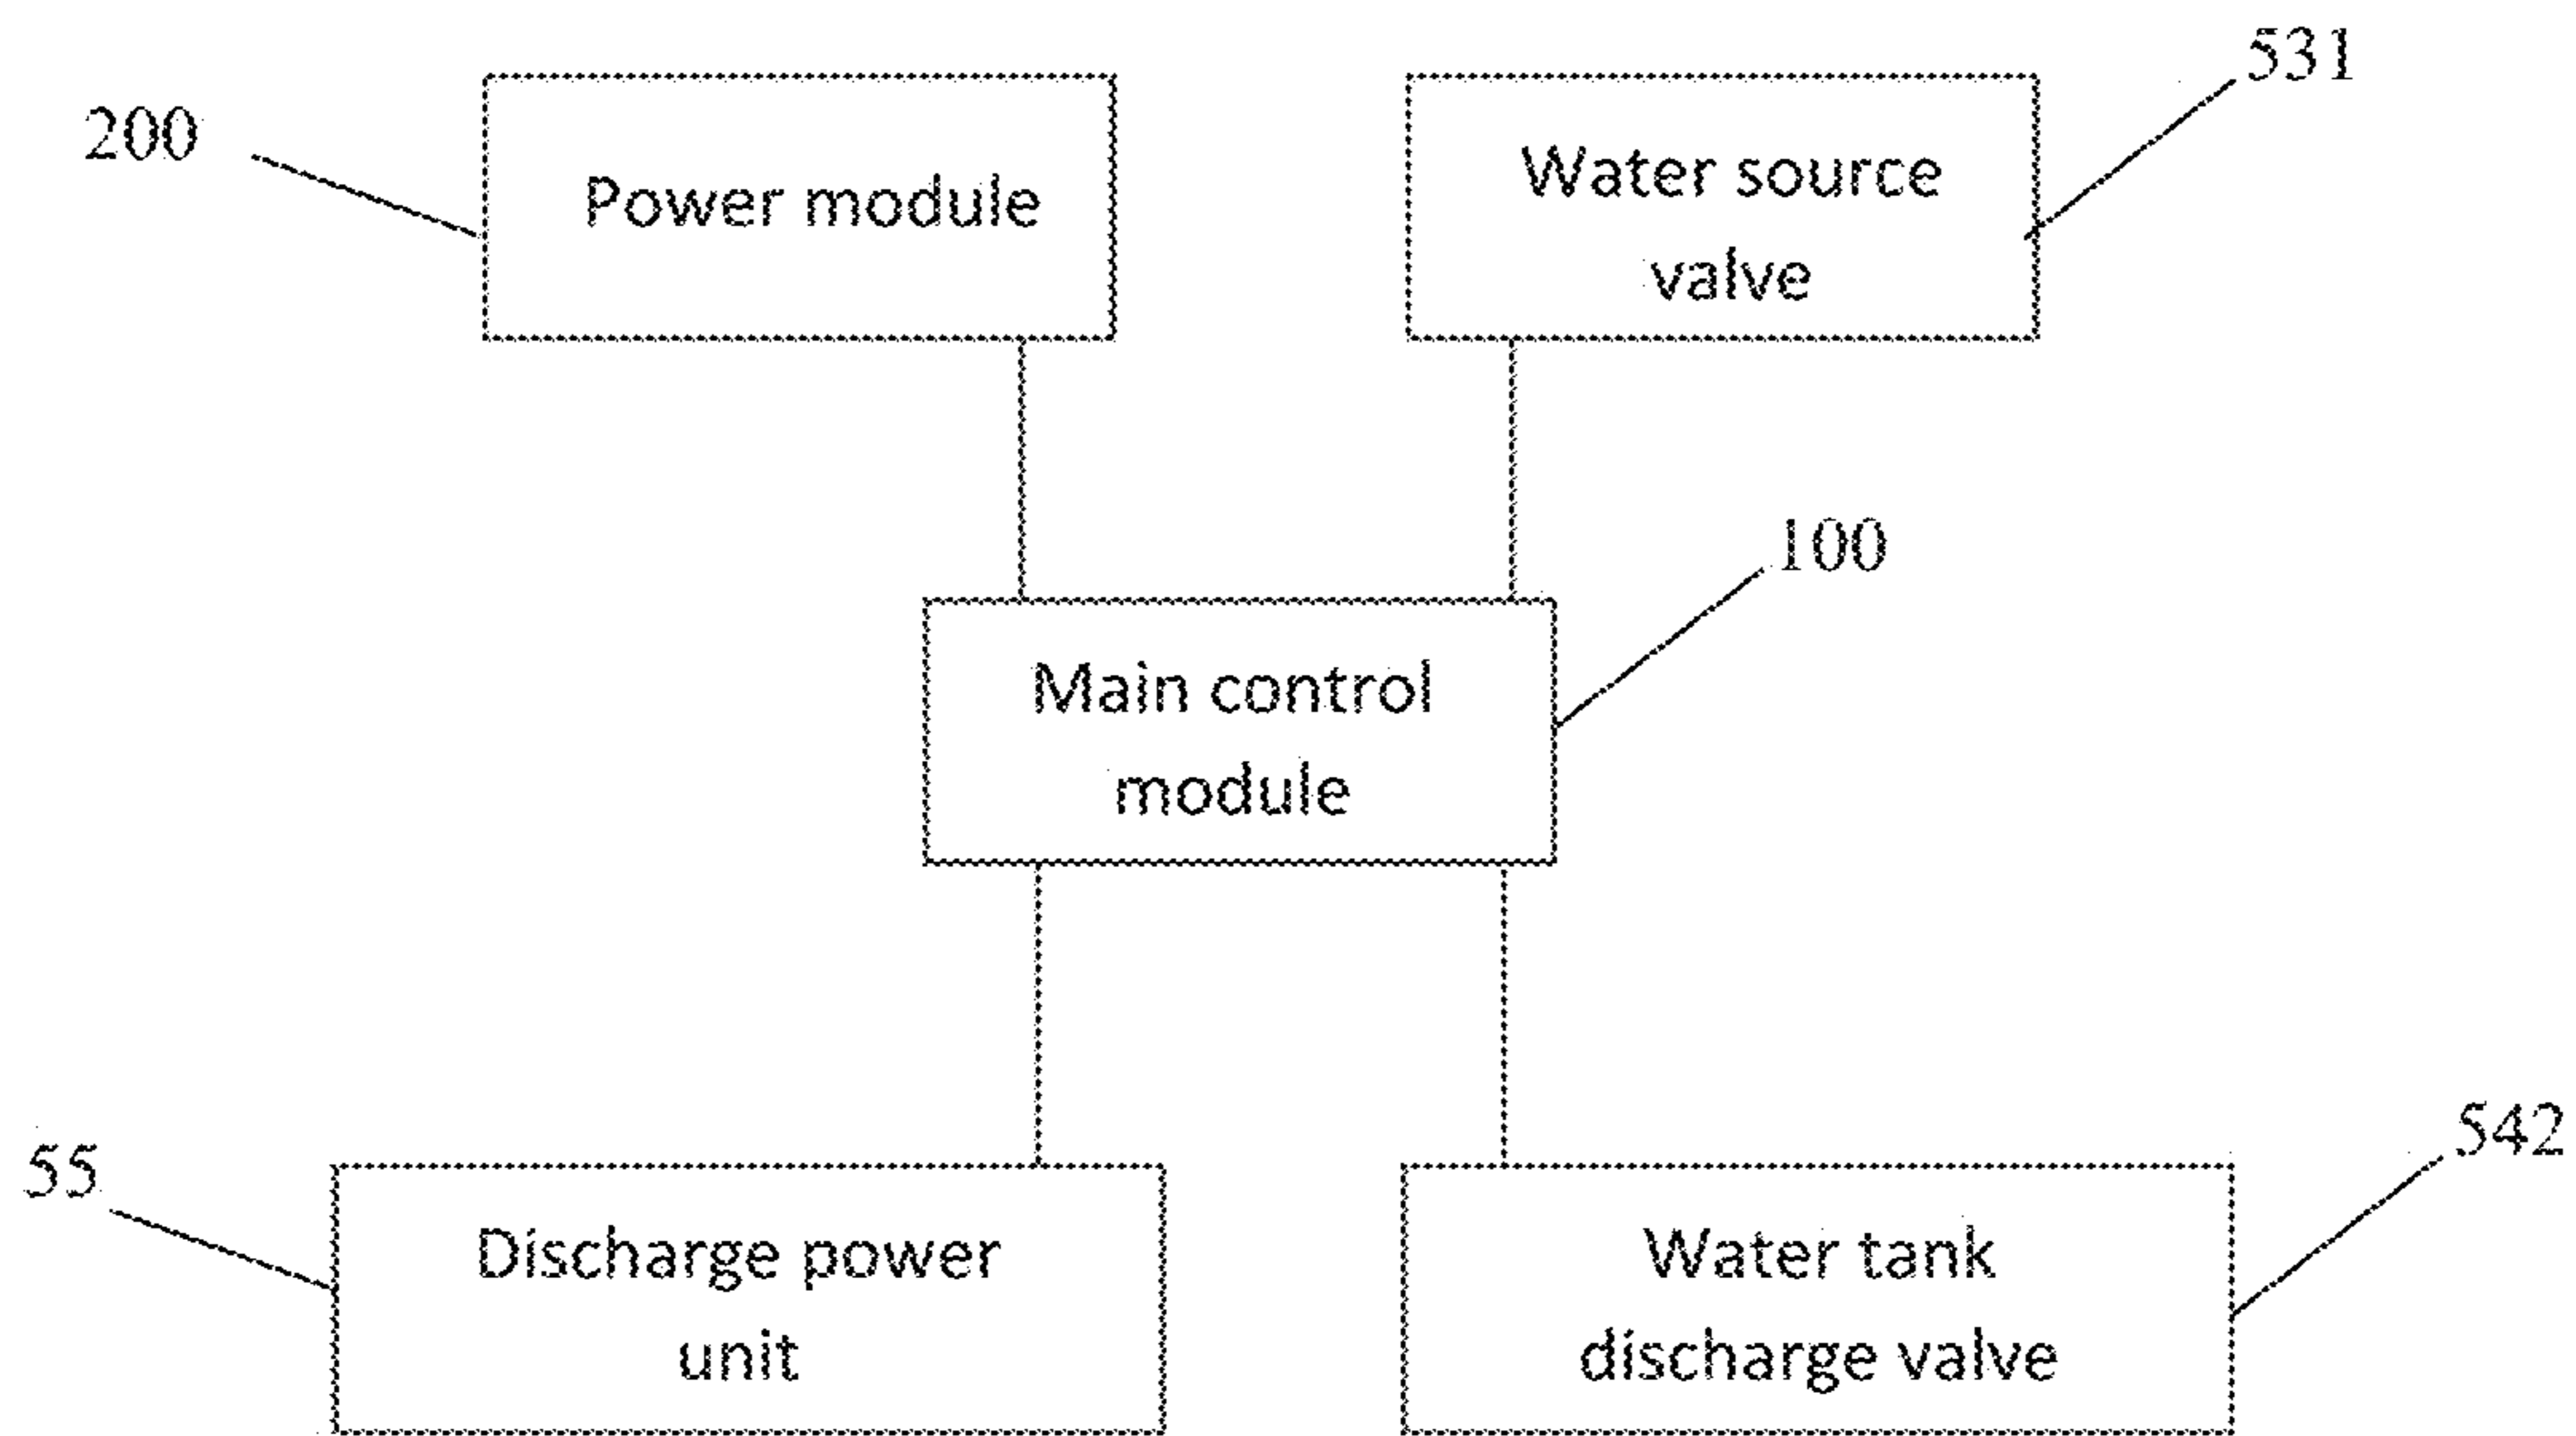 200
Power module
Water source
valve
531
Main control
module
100
55
Discharge power
unit
Water tank
discharge valve
542